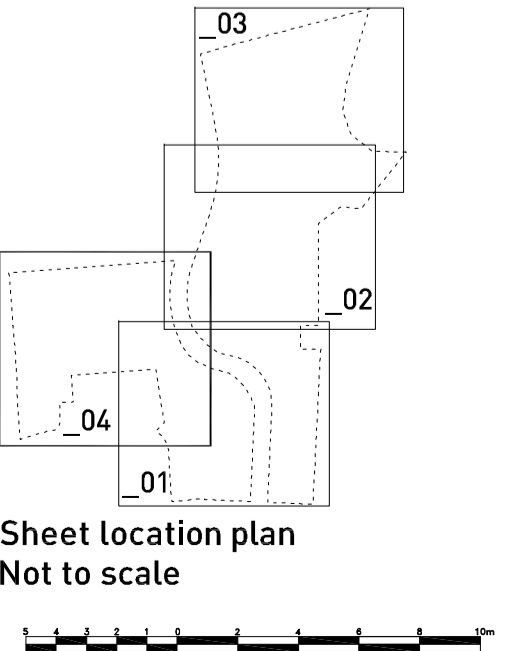 _03
_02
_04
_01
Sheet location plan
Not to scale
5 4 3 2 1 0 2 4 6 8 10m